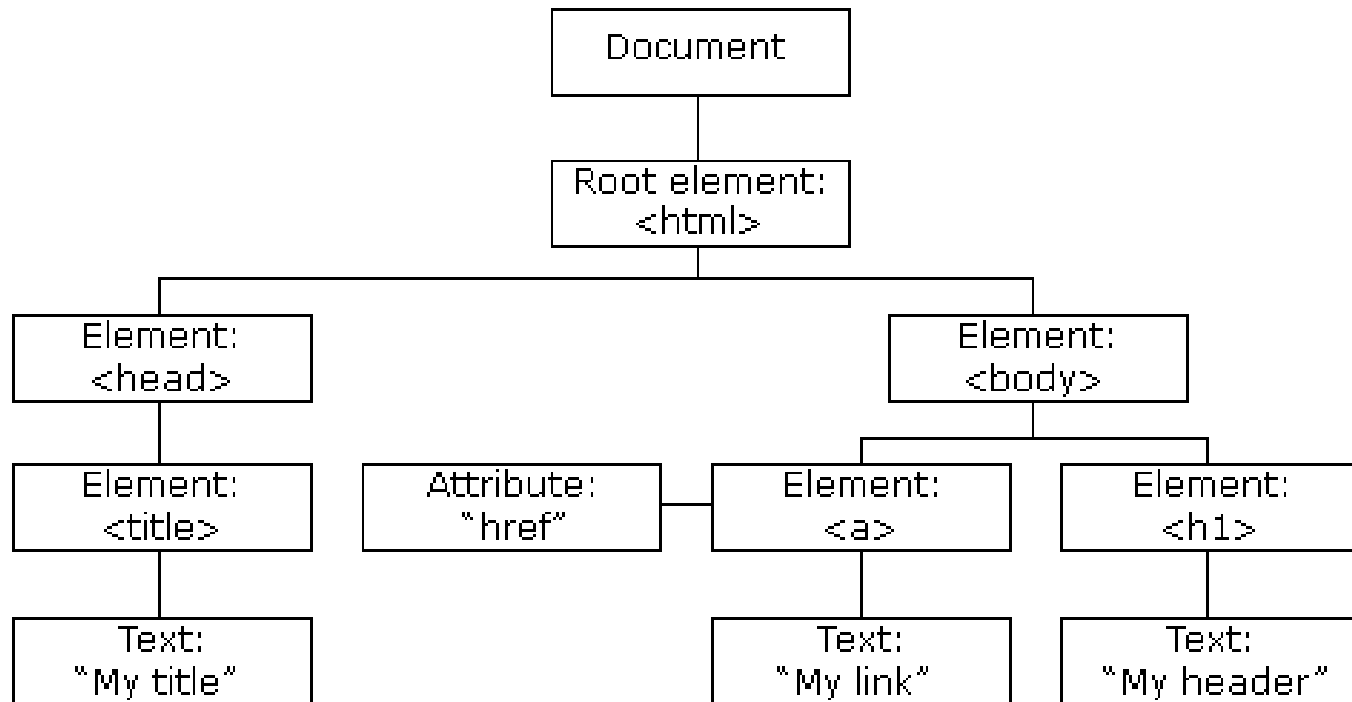 Document
Root element:
<html>
Element:
<head>
Element:
<body>
Element:
<title>
Attribute:
"href"
Element:
<a>
Element:
<h1>
Text:
"My title"
Text:
"My link"
Text:
"My header"